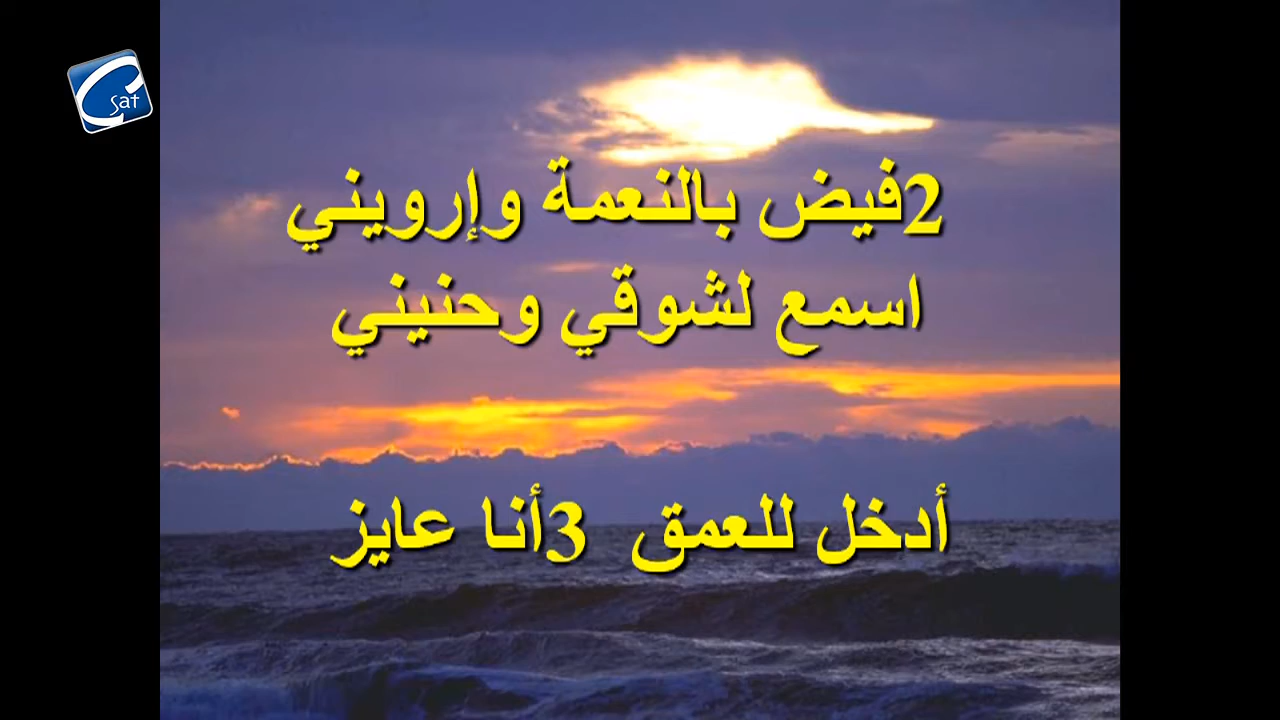 sat
2فيض بالنعمة وإرويني
اسمع لشوقي وحنيني
أدخل للعمق 3أنا عايز